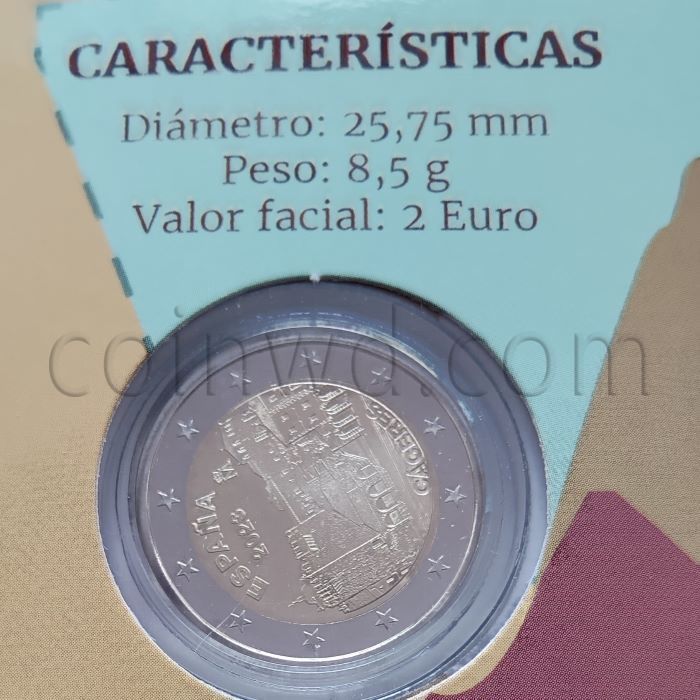 CARACTERÍSTICAS
Diámetro: 25,75 mm
Peso: 8,5 g
Valor facial: 2 Euro
coinwd.com
ESPAÑA M
2023
CÁCERES